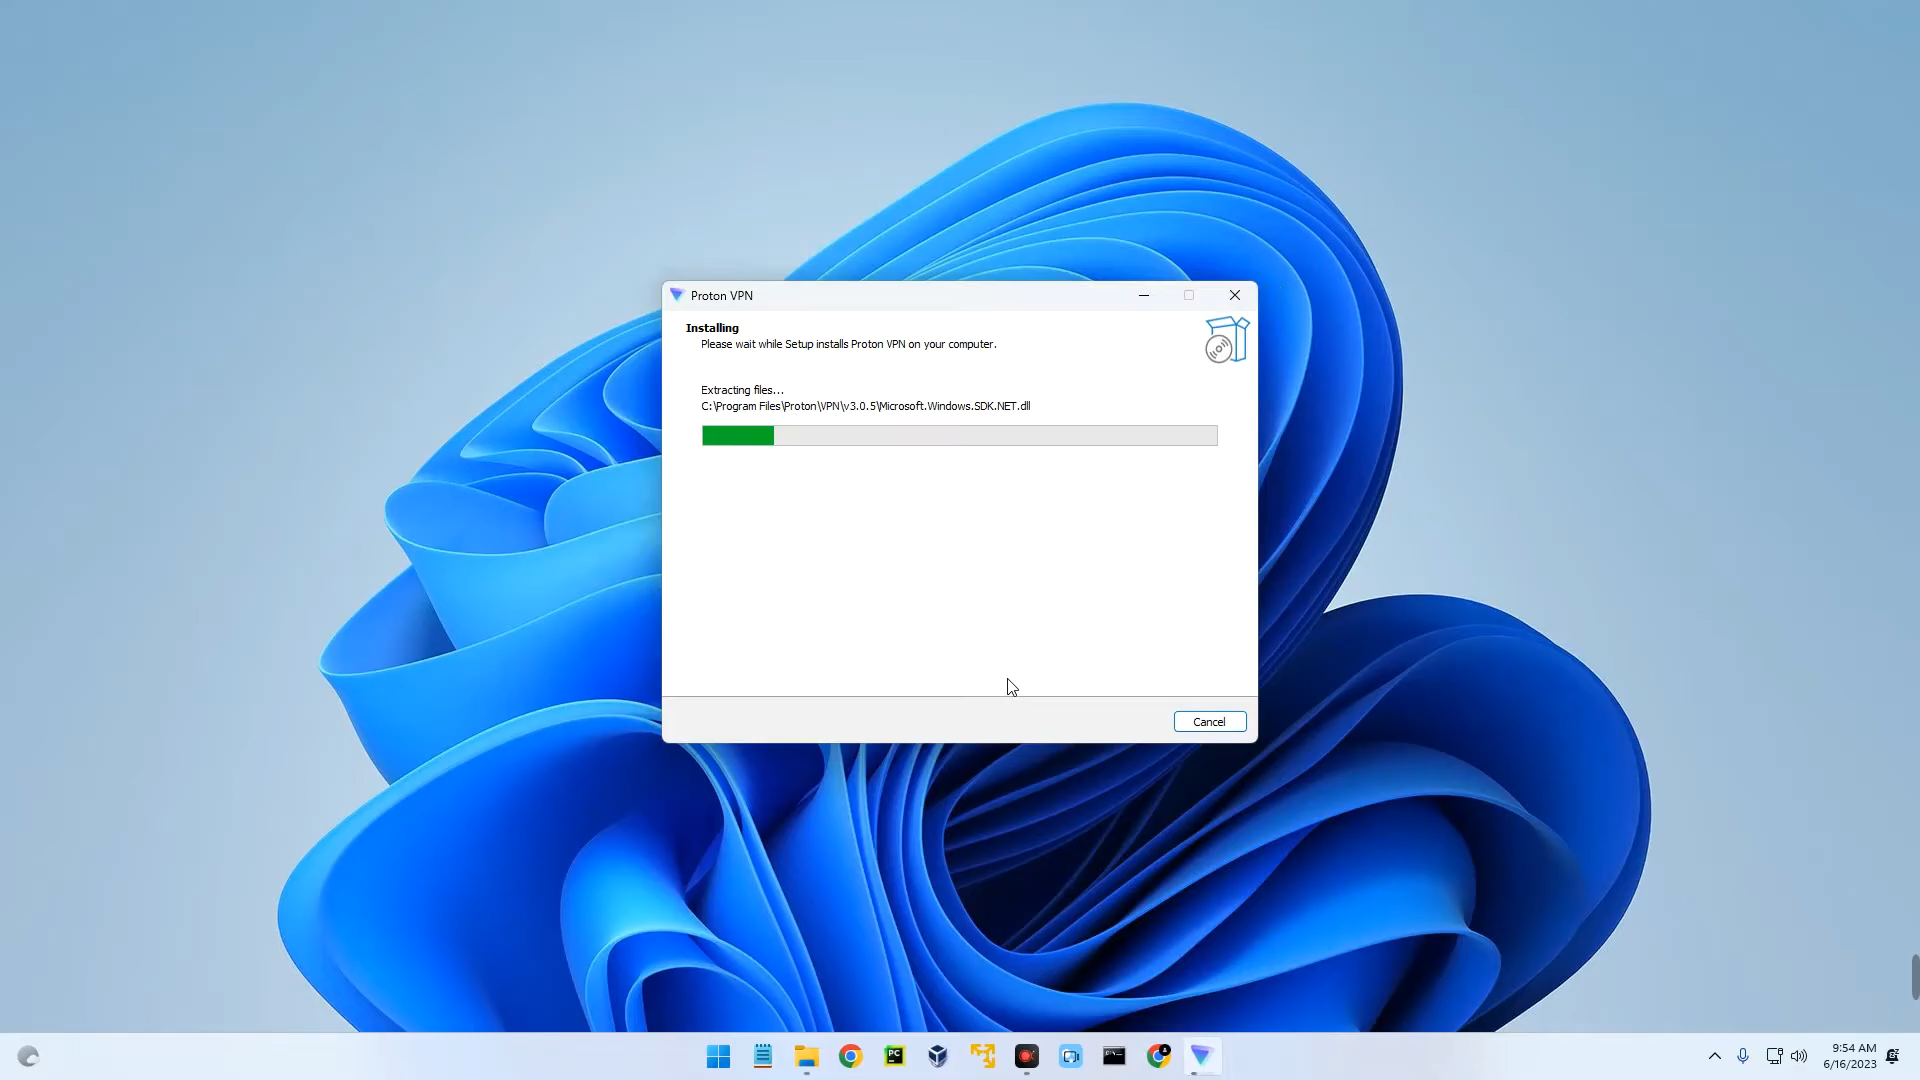 Proton VPN
Installing
Please wait while Setup installs Proton VPN on your computer.
Extracting files...
C:\Program Files\Proton\VPN\v3.0.5\Microsoft.Windows.SDK.NET.dll
Cancel
PC
9:54 AM
6/16/2023